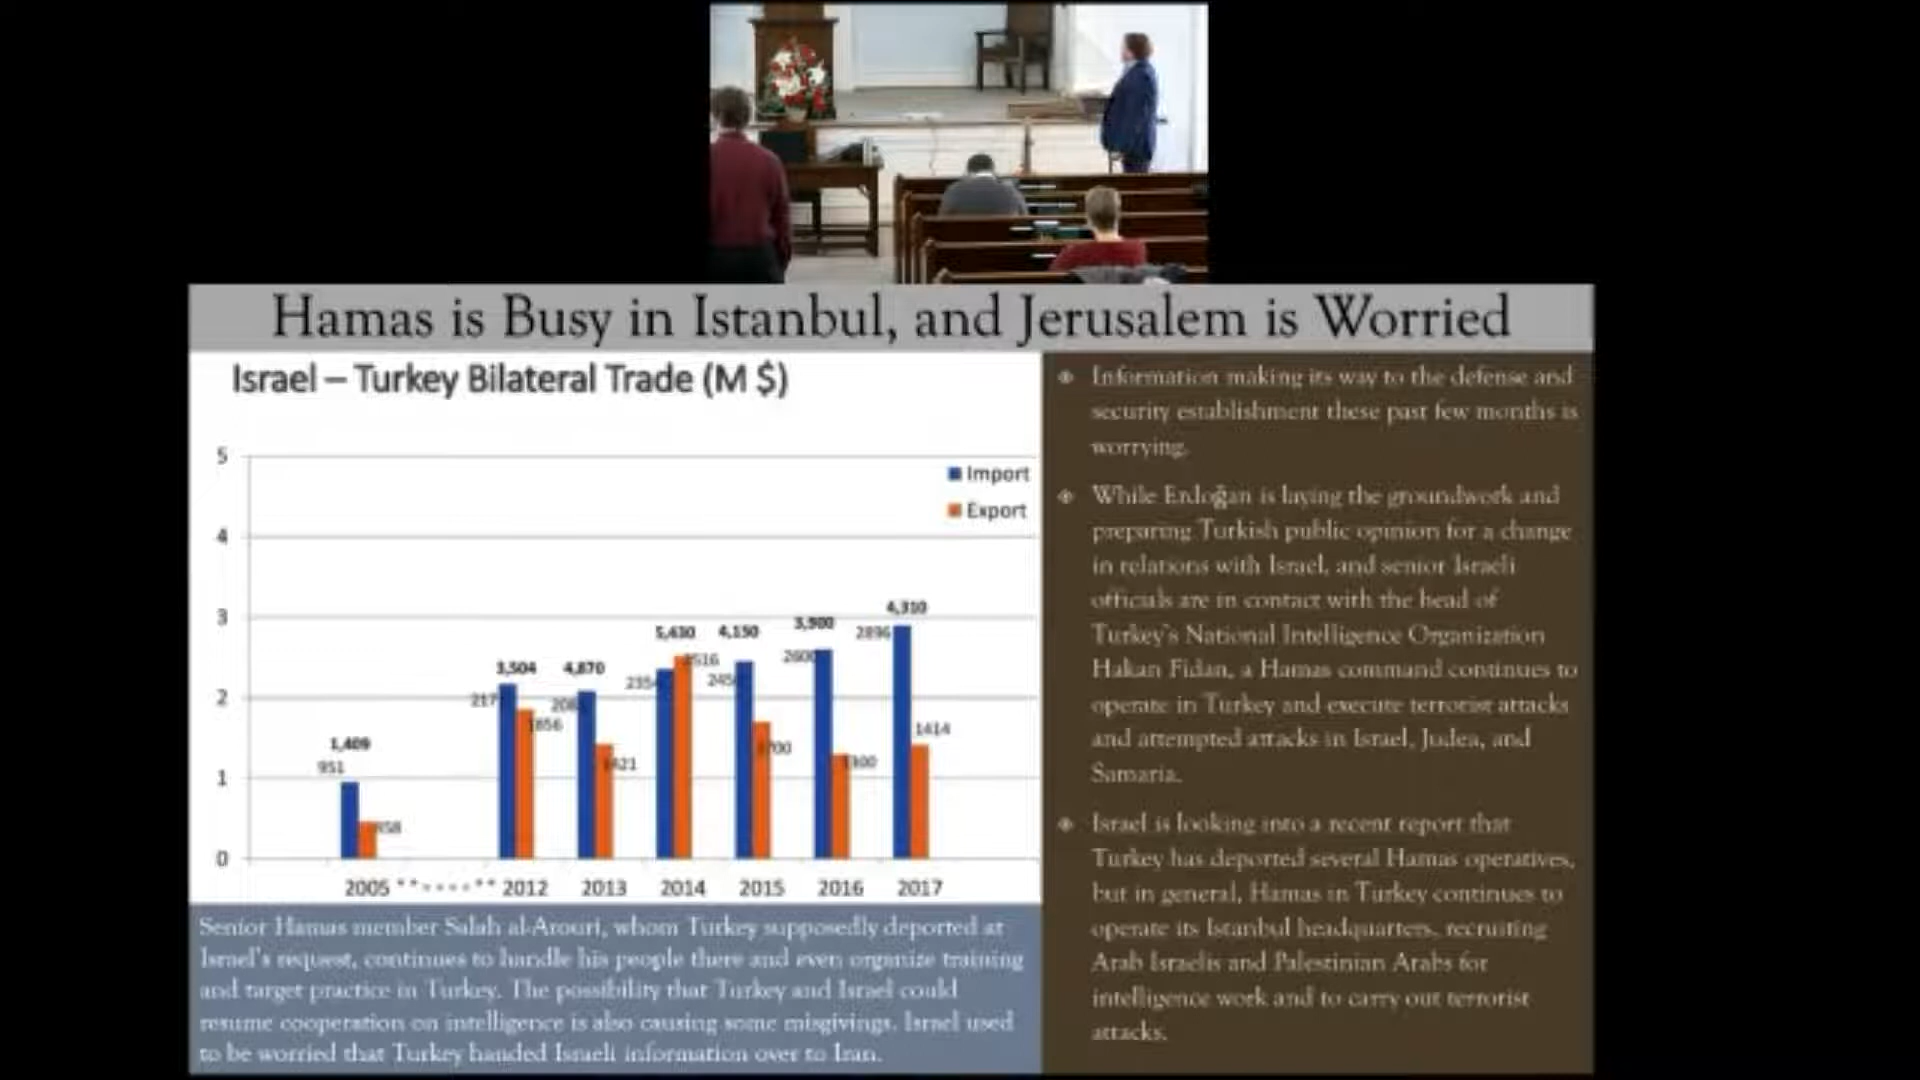 Hamas is Busy in Istanbul, and Jerusalem is Worried
Israel – Turkey Bilateral Trade (M $)
5
4
3
2
1
0
Import
Export
1,409
951
3,504
1856
4,870
1421
5,430
2516
4,150
1700
3,900
2600
1300
4,310
2896
1414
2005
2012
2013
2014
2015
2016
2017
Senior Hamas member Salah al-Arouri, whom Turkey supposedly deported at
Israel's request, continues to handle his people there and even organize training
and target practice in Turkey. The possibility that Turkey and Israel could
resume cooperation on intelligence is also causing some misgivings. Israel used
to be worried that Turkey handed Israeli information over to Iran.
Information making its way to the defense and
security establishment these past few months is
worrying.
While Erdoğan is laying the groundwork and
preparing Turkish public opinion for a change
in relations with Israel, and senior Israeli
officials are in contact with the head of
Turkey's National Intelligence Organization
Hakan Fidan, a Hamas command continues to
operate in Turkey and execute terrorist attacks
and attempted attacks in Israel, Judea, and
Samaria.
Israel is looking into a recent report that
Turkey has deported several Hamas operatives,
but in general, Hamas in Turkey continues to
operate its Istanbul headquarters, recruiting
Arab Israelis and Palestinian Arabs for
intelligence work and to carry out terrorist
attacks.